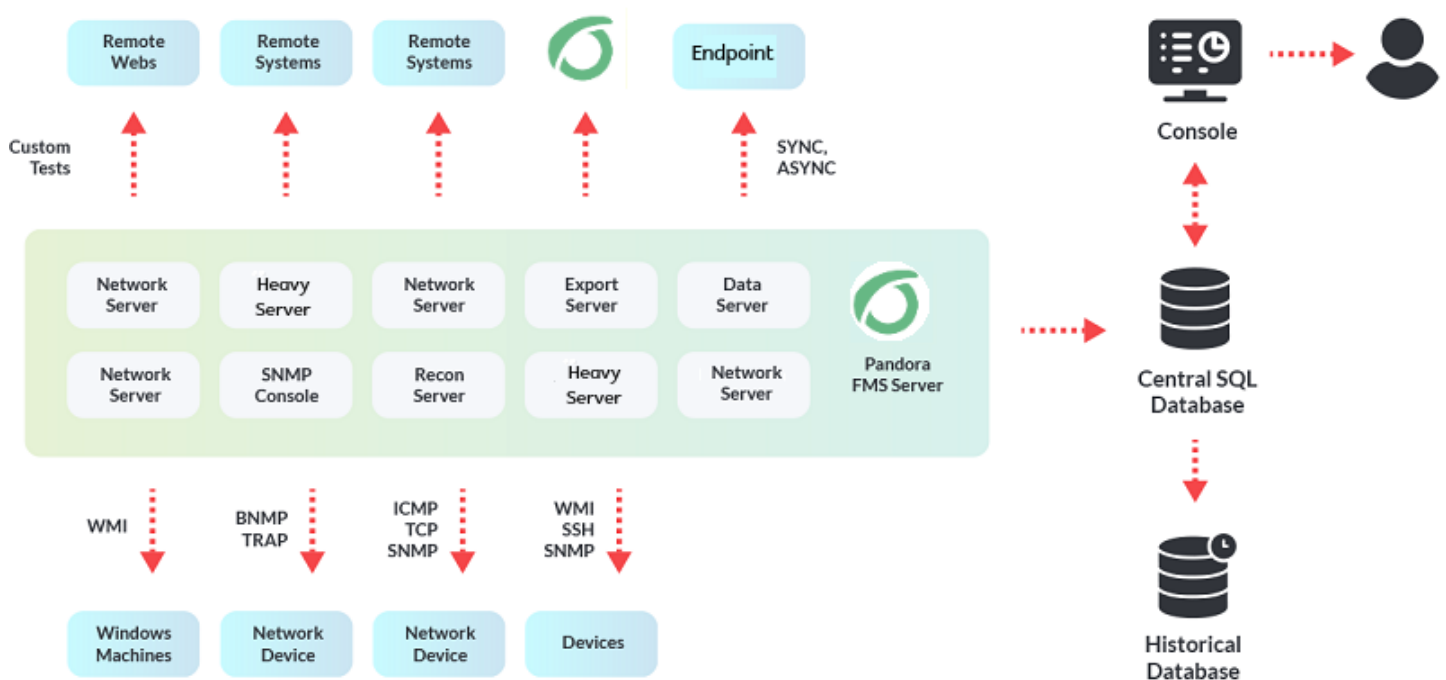 Remote
Webs
Remote
Systems
Remote
Systems
Endpoint
Console
Custom
Tests
SYNC,
ASYNC
Network
Server
Heavy
Server
Network
Server
Export
Server
Data
Server
Network
Server
SNMP
Console
Recon
Server
Heavy
Server
Network
Server
Pandora
FMS Server
Central SQL
Database
WMI
BNMP
TRAP
ICMP
TCP
SNMP
WMI
SSH
SNMP
Windows
Machines
Network
Device
Network
Device
Devices
Historical
Database